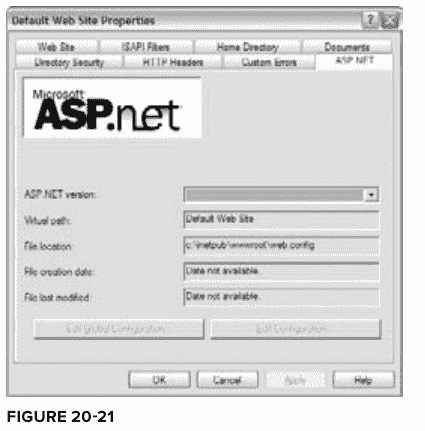 Default Web Site Properties
Web Site ISAPI Filters Home Directory Documents
Directory Security HTTP Headers Custom Errors ASP.NET
Microsoft
ASP.net
ASP.NET version:
Virtual path: Default Web Site
File location: c:\inetpub\wwwroot\web.config
File creation date: Date not available.
File last modified: Date not available.
Edit Global Configuration... Edit Configuration...
OK Cancel Apply Help
FIGURE 20-21